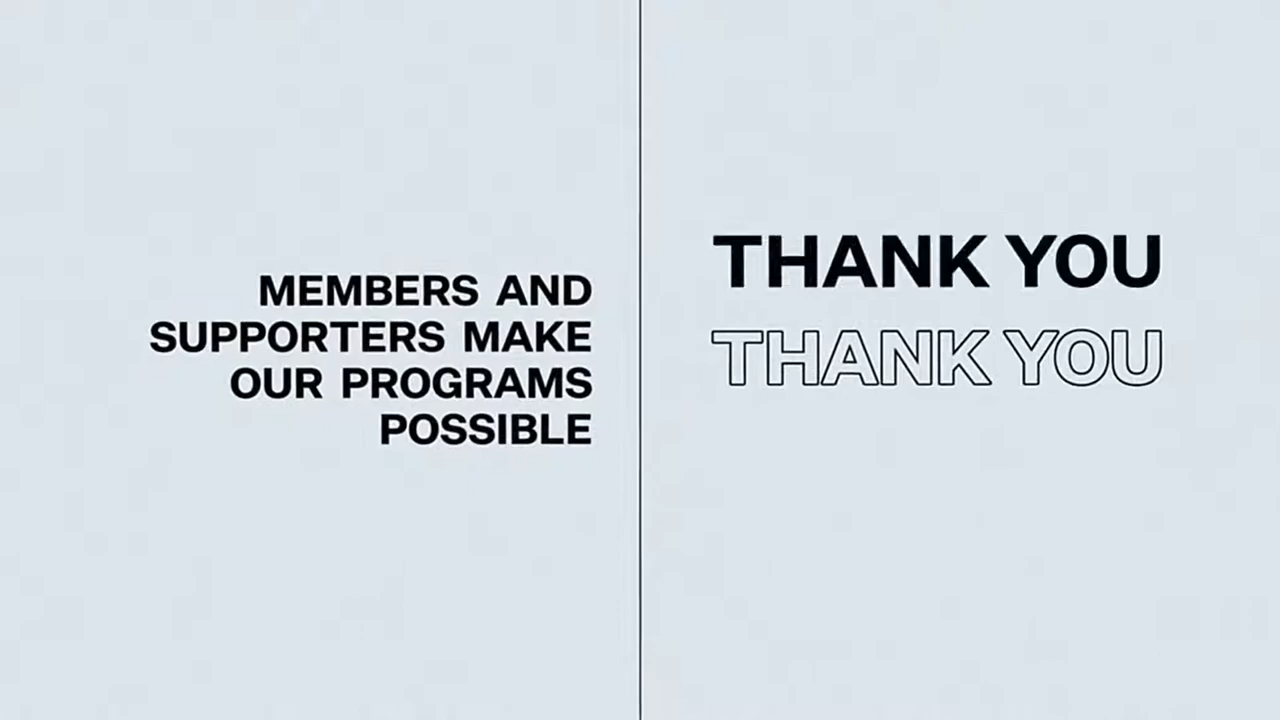 MEMBERS AND
SUPPORTERS MAKE
OUR PROGRAMS
POSSIBLE
THANK YOU
THANK YOU